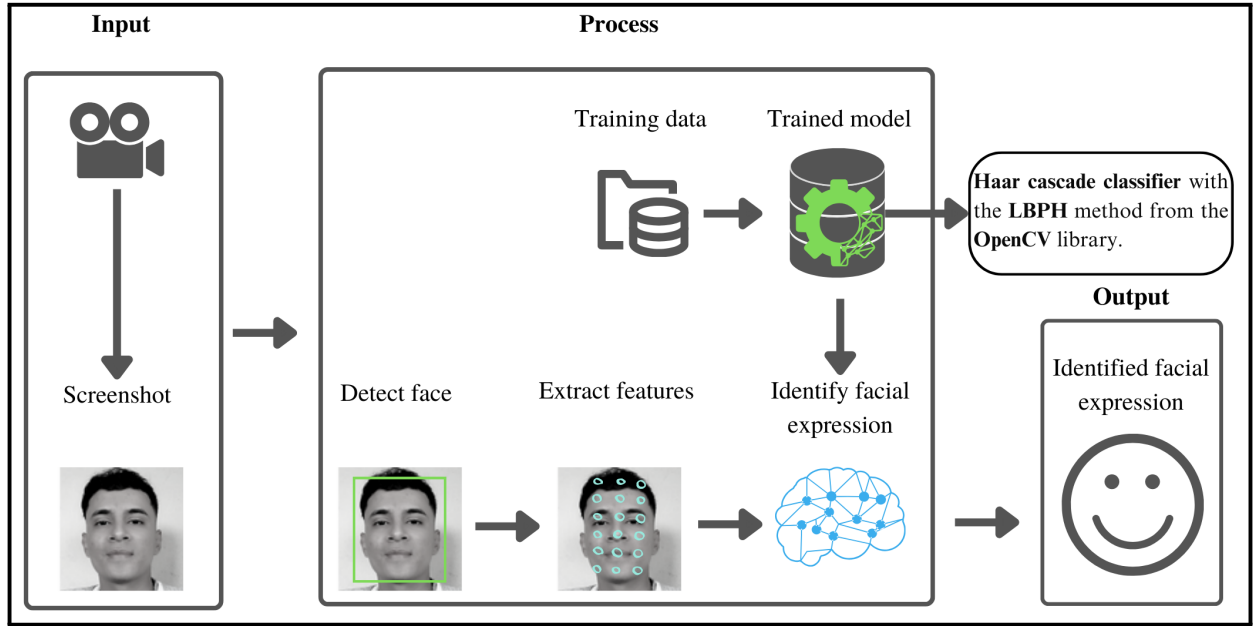 Input
Process
Training data
Trained model
Haar cascade classifier with
the LBPH method from the
OpenCV library.
Output
Screenshot
Detect face
Extract features
Identify facial
expression
Identified facial
expression